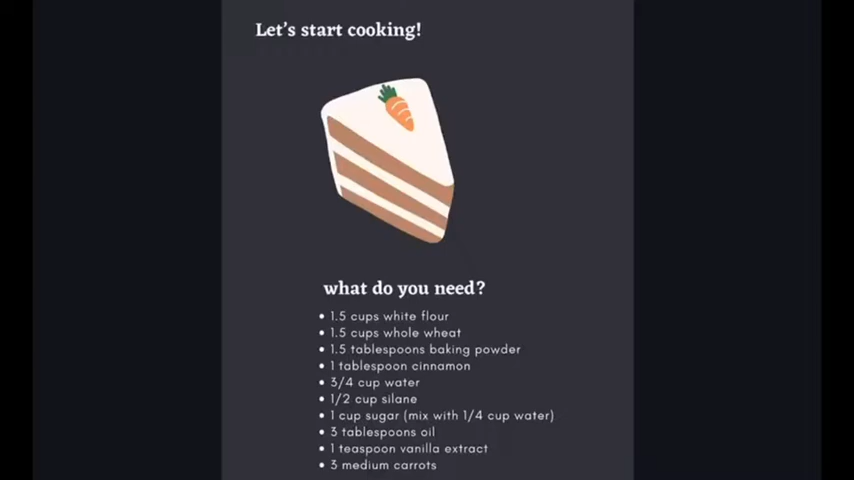 Let's start cooking!
what do you need?
• 1.5 cups white flour
• 1.5 cups whole wheat
• 1.5 tablespoons baking powder
• 1 tablespoon cinnamon
• 3/4 cup water
• 1/2 cup silane
• 1 cup sugar (mix with 1/4 cup water)
• 3 tablespoons oil
• 1 teaspoon vanilla extract
• 3 medium carrots